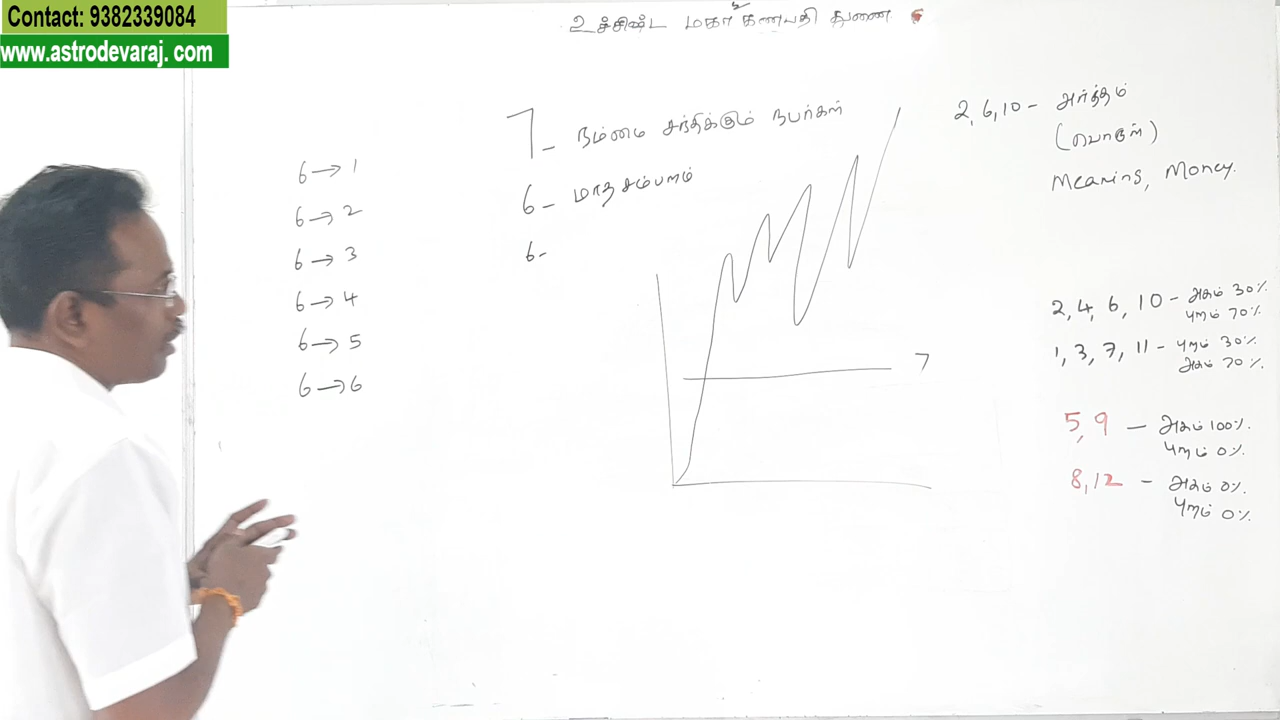 Contact: 9382339084
www.astrodevaraj. com
உச்சிஷ்ட மகா கணபதி துணை
7 - நம்மை சந்திக்கும் நபர்கள்
6 - மாத சம்பளம்
6-
6 → 1
6 → 2
6 → 3
6 → 4
6 → 5
6 → 6
7
2, 6, 10 - அர்த்தம்
(பொருள்)
Meaning, Money.
2, 4, 6, 10 - அகம் 30%.
புறம் 70%.
1, 3, 7, 11 - புறம் 30%.
அகம் 70%.
5, 9 - அகம் 100%.
புறம் 0%.
8, 12 - அகம் 0%.
புறம் 0%.